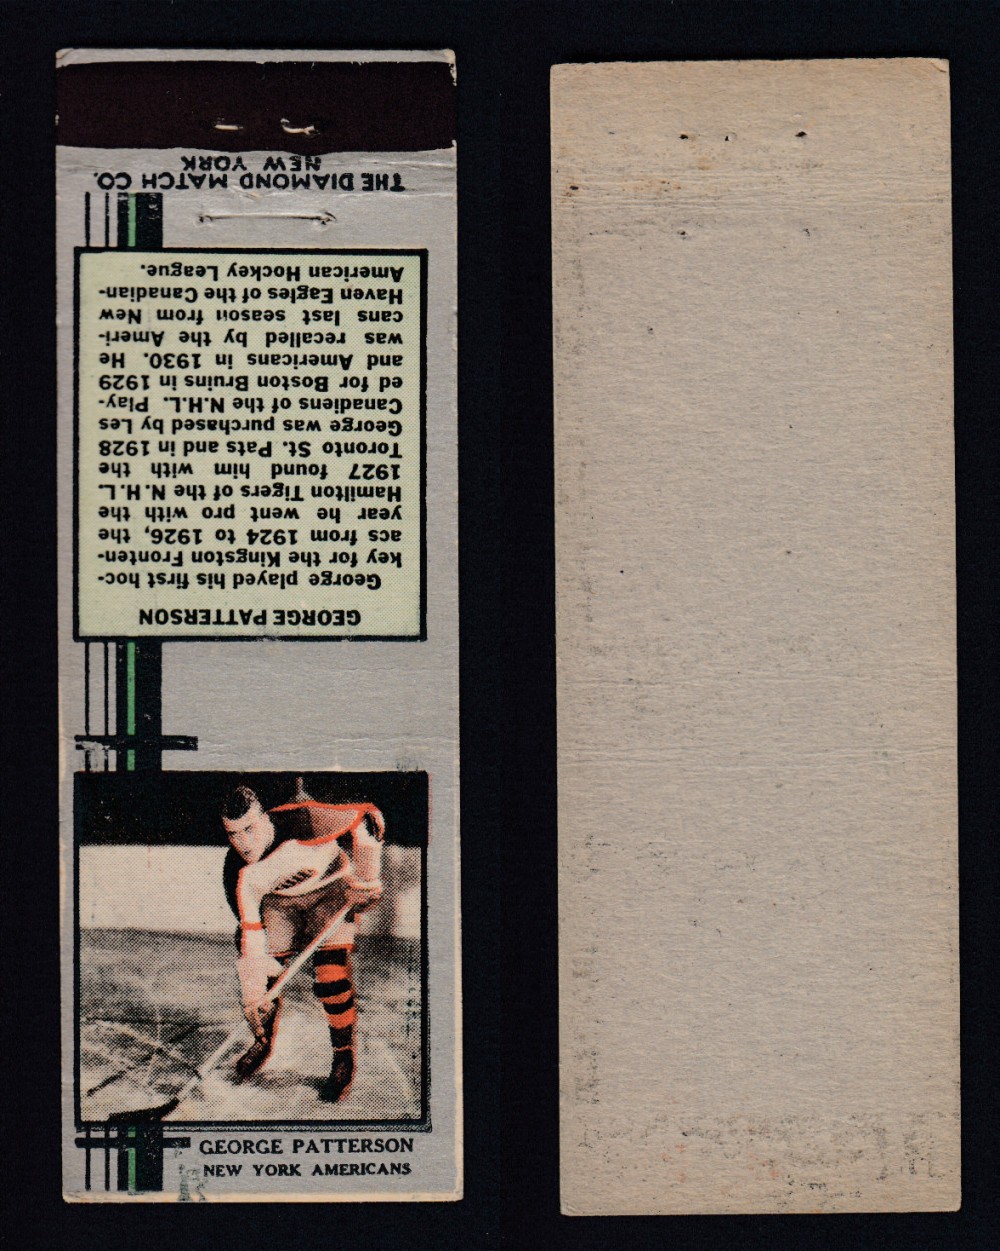 THE DIAMOND MATCH CO.
NEW YORK
GEORGE PATTERSON
George played his first hoc-
key for the Kingston Fronten-
acs from 1924 to 1926, the
year he went pro with the
Hamilton Tigers of the N.H.L.
1927 found him with the
Toronto St. Pats and in 1928
George was purchased by Les
Canadiens of the N.H.L. Play-
ed for Boston Bruins in 1929
and Americans in 1930. He
was recalled by the Ameri-
cans last season from New
Haven Eagles of the Canadian-
American Hockey League.
GEORGE PATTERSON
NEW YORK AMERICANS